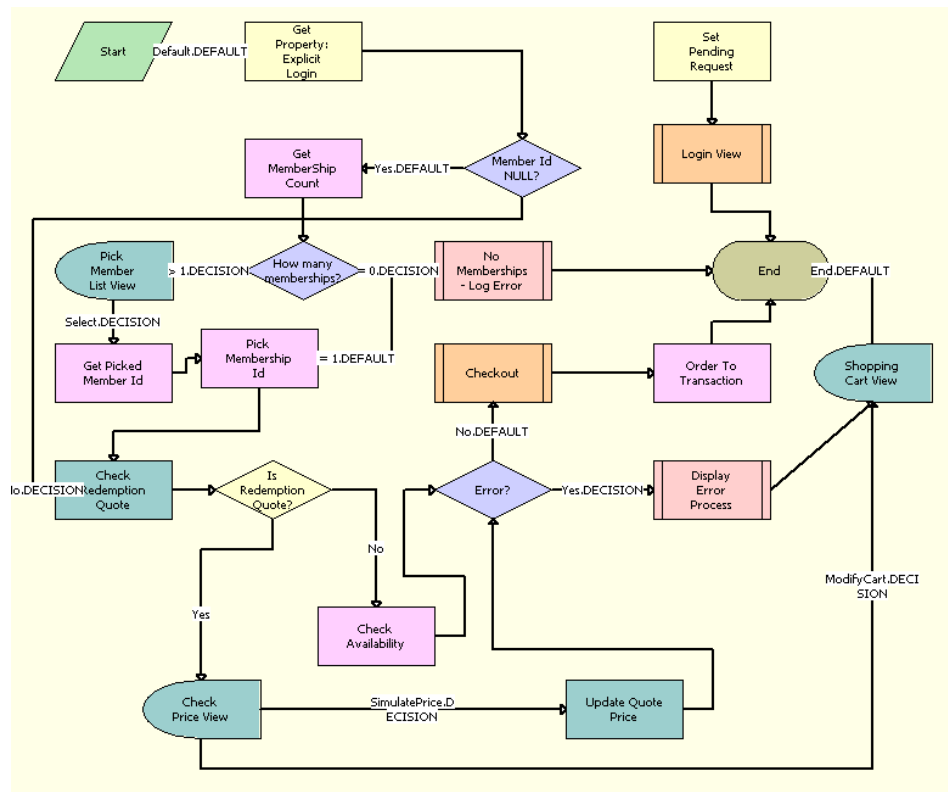 Start
Default.DEFAULT
Get
Property:
Explicit
Login
Set
Pending
Request
Get
MemberShip
Count
Yes.DEFAULT
Member Id
NULL?
Login View
Pick
Member
List View
> 1.DECISION
How many
memberships?
= 0.DECISION
No
Memberships
- Log Error
End
End.DEFAULT
Select.DECISION
Get Picked
Member Id
Pick
Membership
Id
= 1.DEFAULT
Checkout
Order To
Transaction
Shopping
Cart View
No.DEFAULT
lo.DECISION
Check
Redemption
Quote
Is
Redemption
Quote?
Error?
Yes.DECISION
Display
Error
Process
No
Yes
ModifyCart.DECI
SION
Check
Availability
Check
Price View
SimulatePrice.D
ECISION
Update Quote
Price